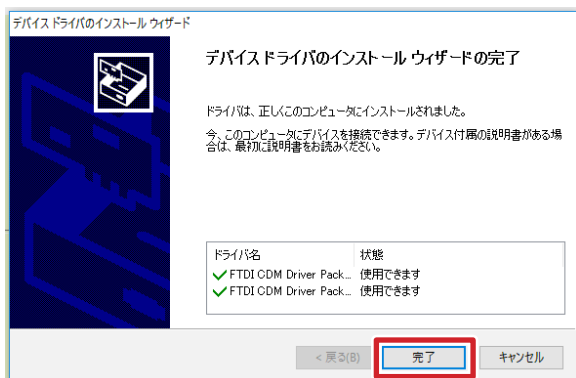 デバイス ドライバのインストール ウィザード
デバイス ドライバのインストール ウィザードの完了
ドライバは、正しくこのコンピュータにインストールされました。
今、このコンピュータにデバイスを接続できます。デバイス付属の説明書がある場
合は、最初に説明書をお読みください。
ドライバ名 状態
FTDI CDM Driver Pack... 使用できます
FTDI CDM Driver Pack... 使用できます
< 戻る(B) 完了 キャンセル